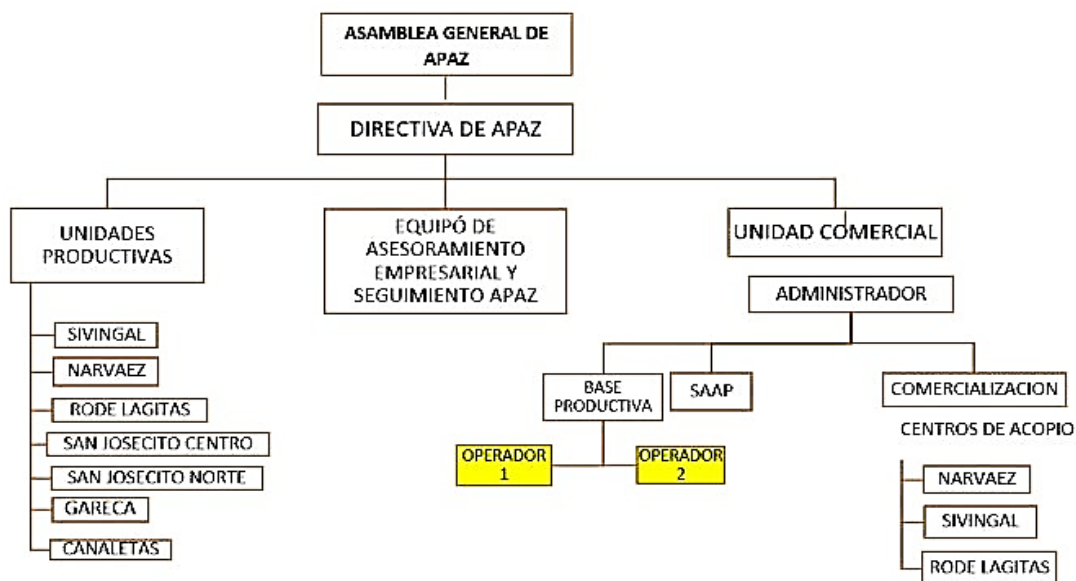 ASAMBLEA GENERAL DE
APAZ
DIRECTIVA DE APAZ
UNIDADES
PRODUCTIVAS
EQUIPÓ DE
ASESORAMIENTO
EMPRESARIAL Y
SEGUIMIENTO APAZ
UNIDAD COMERCIAL
ADMINISTRADOR
SIVINGAL
NARVAEZ
RODE LAGITAS
SAN JOSECITO CENTRO
SAN JOSECITO NORTE
GARECA
CANALETAS
BASE
PRODUCTIVA
SAAP
COMERCIALIZACION
OPERADOR
1
OPERADOR
2
CENTROS DE ACOPIO
NARVAEZ
SIVINGAL
RODE LAGITAS